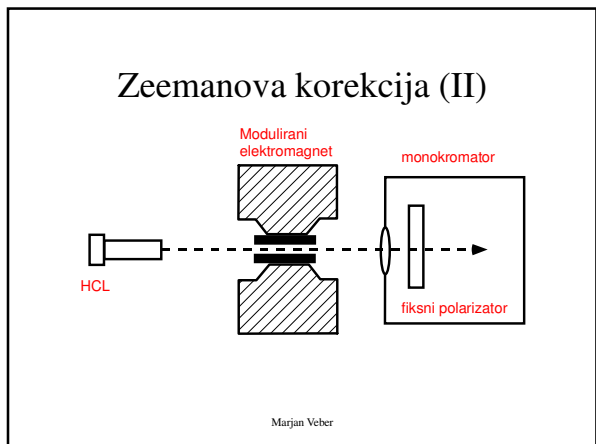 Zeemanova korekcija (II)
Modulirani
elektromagnet
monokromator
HCL
fiksni polarizator
Marjan Veber